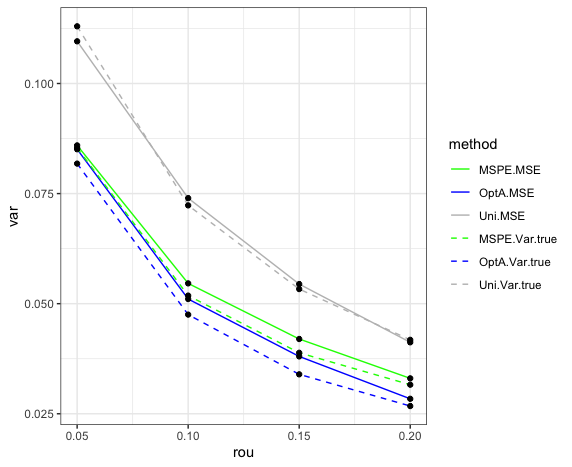 0.100
0.075
0.050
0.025
var
0.05 0.10 0.15 0.20
rou
method
MSPE.MSE
OptA.MSE
Uni.MSE
MSPE.Var.true
OptA.Var.true
Uni.Var.true